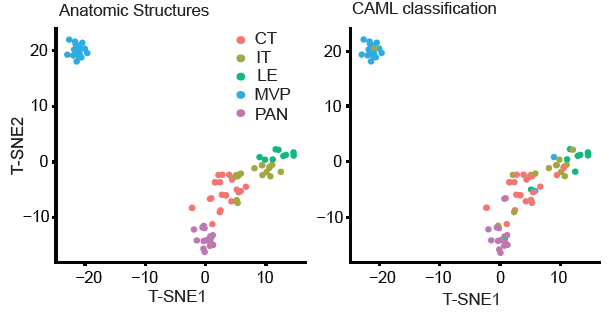 Anatomic Structures
CAML classification
CT
IT
LE
MVP
PAN
T-SNE2
20
10
0
−10
−20
−10
0
10
T-SNE1
20
10
0
−10
−20
−10
0
10
T-SNE1